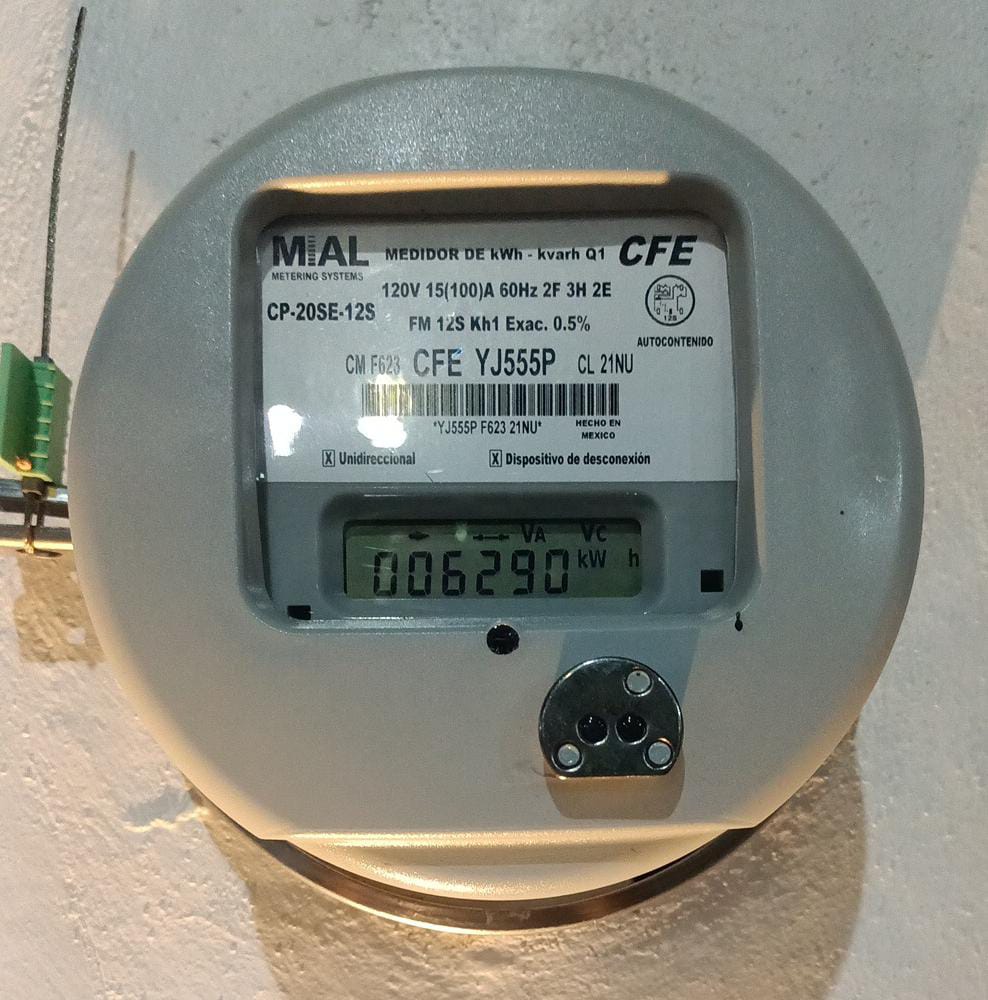 MIAL
METERING SYSTEMS
MEDIDOR DE kWh - kvarh Q1
CFE
120V 15(100)A 60Hz 2F 3H 2E
CP-20SE-12S
FM 12S Kh1 Exac. 0.5%
12S
AUTOCONTENIDO
CM F623 CFE YJ555P CL 21NU
*YJ555P F623 21NU*
HECHO EN
MEXICO
X Unidireccional
X Dispositivo de desconexión
VA VC
006290 kW h